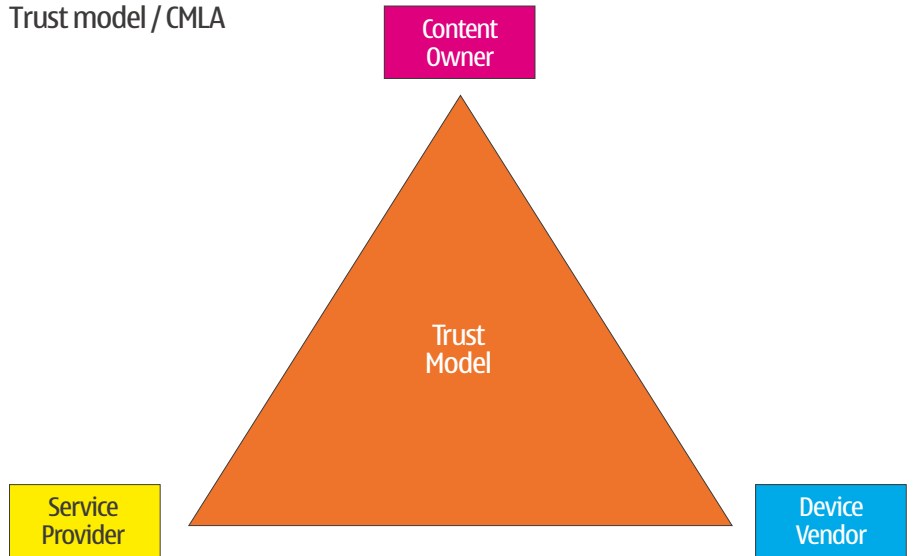 Trust model / CMLA
Content
Owner
Trust
Model
Service
Provider
Device
Vendor